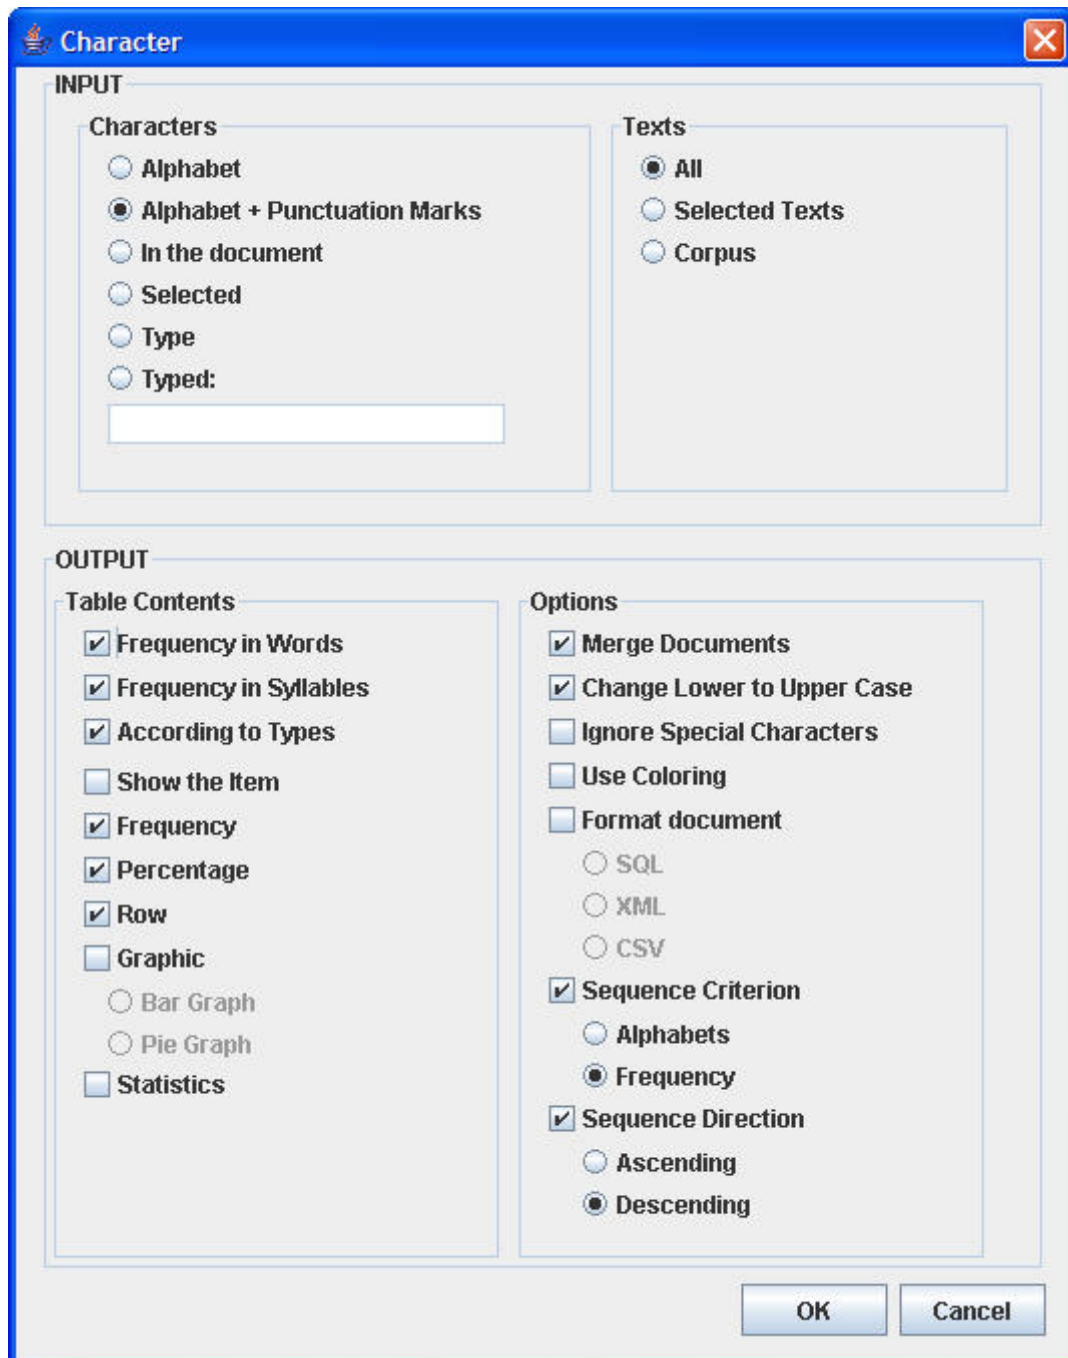 Character
INPUT
Characters
Alphabet
Alphabet + Punctuation Marks
In the document
Selected
Type
Typed:
Texts
All
Selected Texts
Corpus
OUTPUT
Table Contents
Frequency in Words
Frequency in Syllables
According to Types
Show the Item
Frequency
Percentage
Row
Graphic
Bar Graph
Pie Graph
Statistics
Options
Merge Documents
Change Lower to Upper Case
Ignore Special Characters
Use Coloring
Format document
SQL
XML
CSV
Sequence Criterion
Alphabets
Frequency
Sequence Direction
Ascending
Descending
OK
Cancel